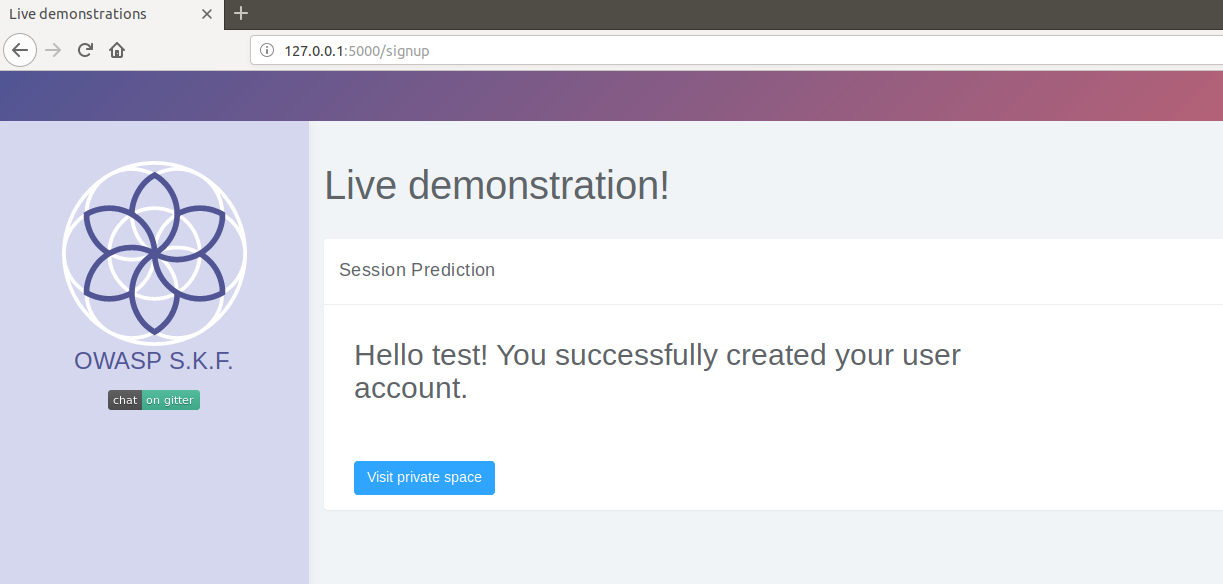 Live demonstrations
127.0.0.1:5000/signup
Live demonstration!
Session Prediction
OWASP S.K.F.
chat on gitter
Hello test! You successfully created your user
account.
Visit private space